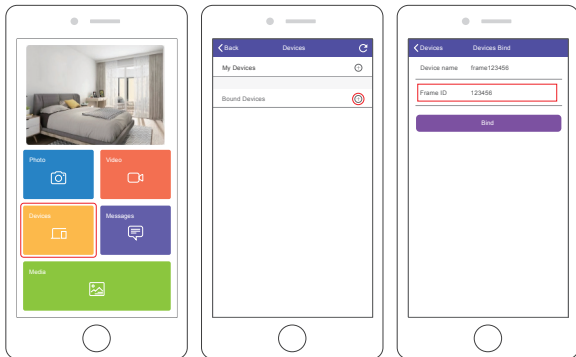 Photo
Video
Devices
Messages
Media
Back
Devices
My Devices
Bound Devices
Devices
Devices Bind
Device name frame123456
Frame ID 123456
Bind